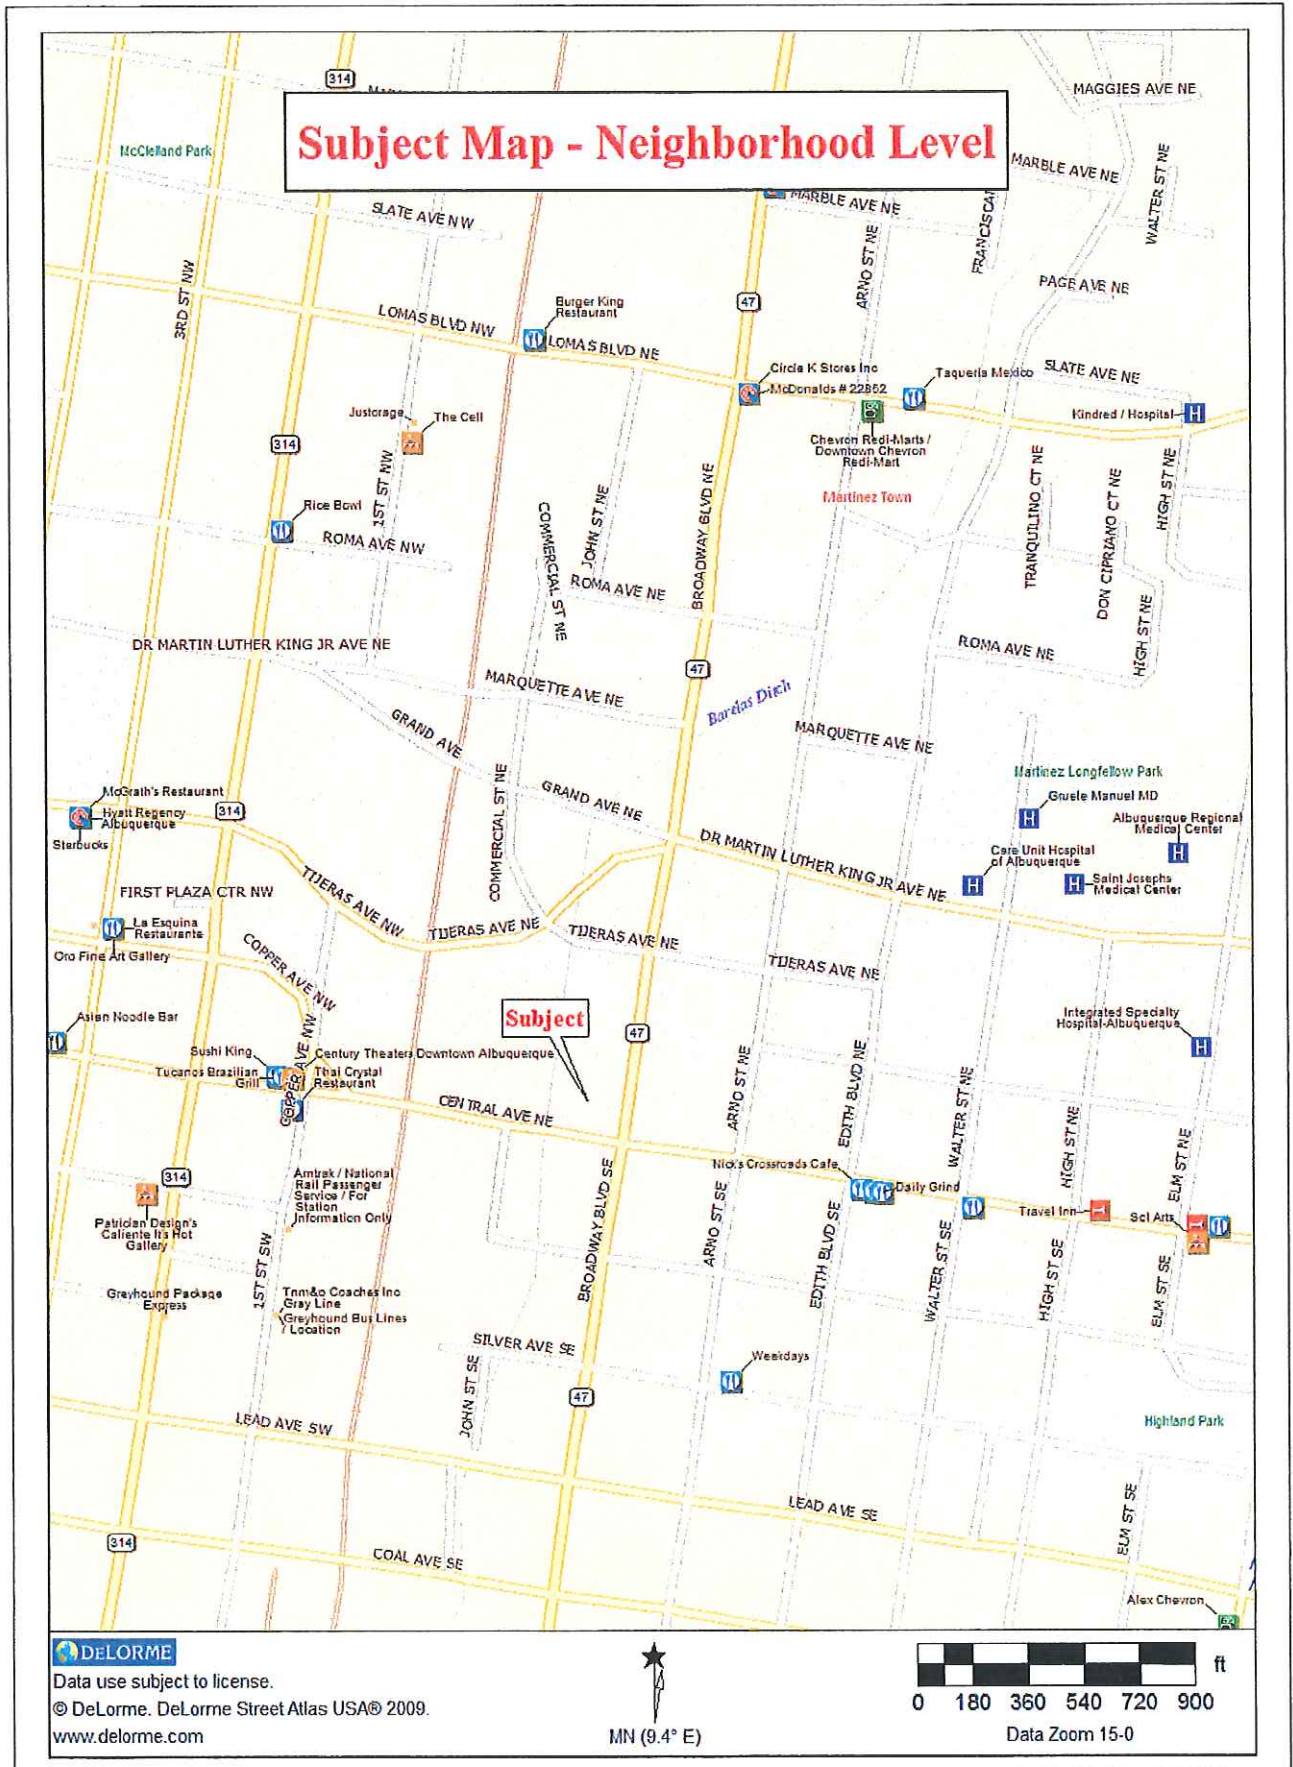 314
MAGGIES AVE NE
Subject Map - Neighborhood Level
McClelland Park
MARBLE AVE NE
WALTER ST NE
MARBLE AVE NE
SLATE AVE NW
ARNO ST NE
3RD ST NW
PAGE AVE NE
47
Burger King
Restaurant
LOMAS BLVD NW
LOMAS BLVD NE
Circle K Stores Inc
McDonalds # 22862
Taqueria Mexico
SLATE AVE NE
Kindred / Hospital
Justorage
The Cell
314
Chevron Redi-Marts /
Downtown Chevron
Redi-Mart
Martinez Town
1ST ST NW
BROADWAY BLVD NE
TRANQUILINO CT NE
DON CIPRIANO CT NE
HIGH ST NE
Rice Bowl
ROMA AVE NW
COMMERCIAL ST NE
JOHN ST NE
ROMA AVE NE
HIGH ST NE
DR MARTIN LUTHER KING JR AVE NE
ROMA AVE NE
47
MARQUETTE AVE NE
Barelas Ditch
GRAND AVE
MARQUETTE AVE NE
Martinez Longfellow Park
McGrath's Restaurant
Hyatt Regency
Albuquerque
Starbucks
314
COMMERCIAL ST NE
GRAND AVE NE
Gruele Manuel MD
Albuquerque Regional
Medical Center
DR MARTIN LUTHER KING JR AVE NE
Care Unit Hospital
of Albuquerque
Saint Josephs
Medical Center
FIRST PLAZA CTR NW
TIJERAS AVE NW
La Esquina
Restaurante
TIJERAS AVE NE
TIJERAS AVE NE
Oro Fine Art Gallery
COPPER AVE NW
TIJERAS AVE NE
Subject
47
Integrated Specialty
Hospital-Albuquerque
Asian Noodle Bar
Sushi King
Century Theaters Downtown Albuquerque
Tucanos Brazilian
Grill
Thai Crystal
Restaurant
COPPER AVE NW
CENTRAL AVE NE
ARNO ST NE
EDITH BLVD NE
WALTER ST NE
HIGH ST NE
ELM ST NE
Nick's Crossroads Cafe
Daily Grind
314
Amtrak / National
Rail Passenger
Service / For
Station
Information Only
Travel Inn
Sol Arts
Patrician Design's
Caliente Its Hot
Gallery
BROADWAY BLVD SE
ARNO ST SE
EDITH BLVD SE
WALTER ST SE
HIGH ST SE
ELM ST SE
1ST ST SW
Greyhound Package
Express
Tnm&o Coaches Inc
Gray Line
Greyhound Bus Lines
/ Location
SILVER AVE SE
Weekdays
JOHN ST SE
47
LEAD AVE SW
Highland Park
LEAD AVE SE
ELM ST SE
314
COAL AVE SE
Alex Chevron
DELORME
Data use subject to license.
© DeLorme. DeLorme Street Atlas USA® 2009.
www.delorme.com
MN (9.4° E)
ft
0 180 360 540 720 900
Data Zoom 15-0